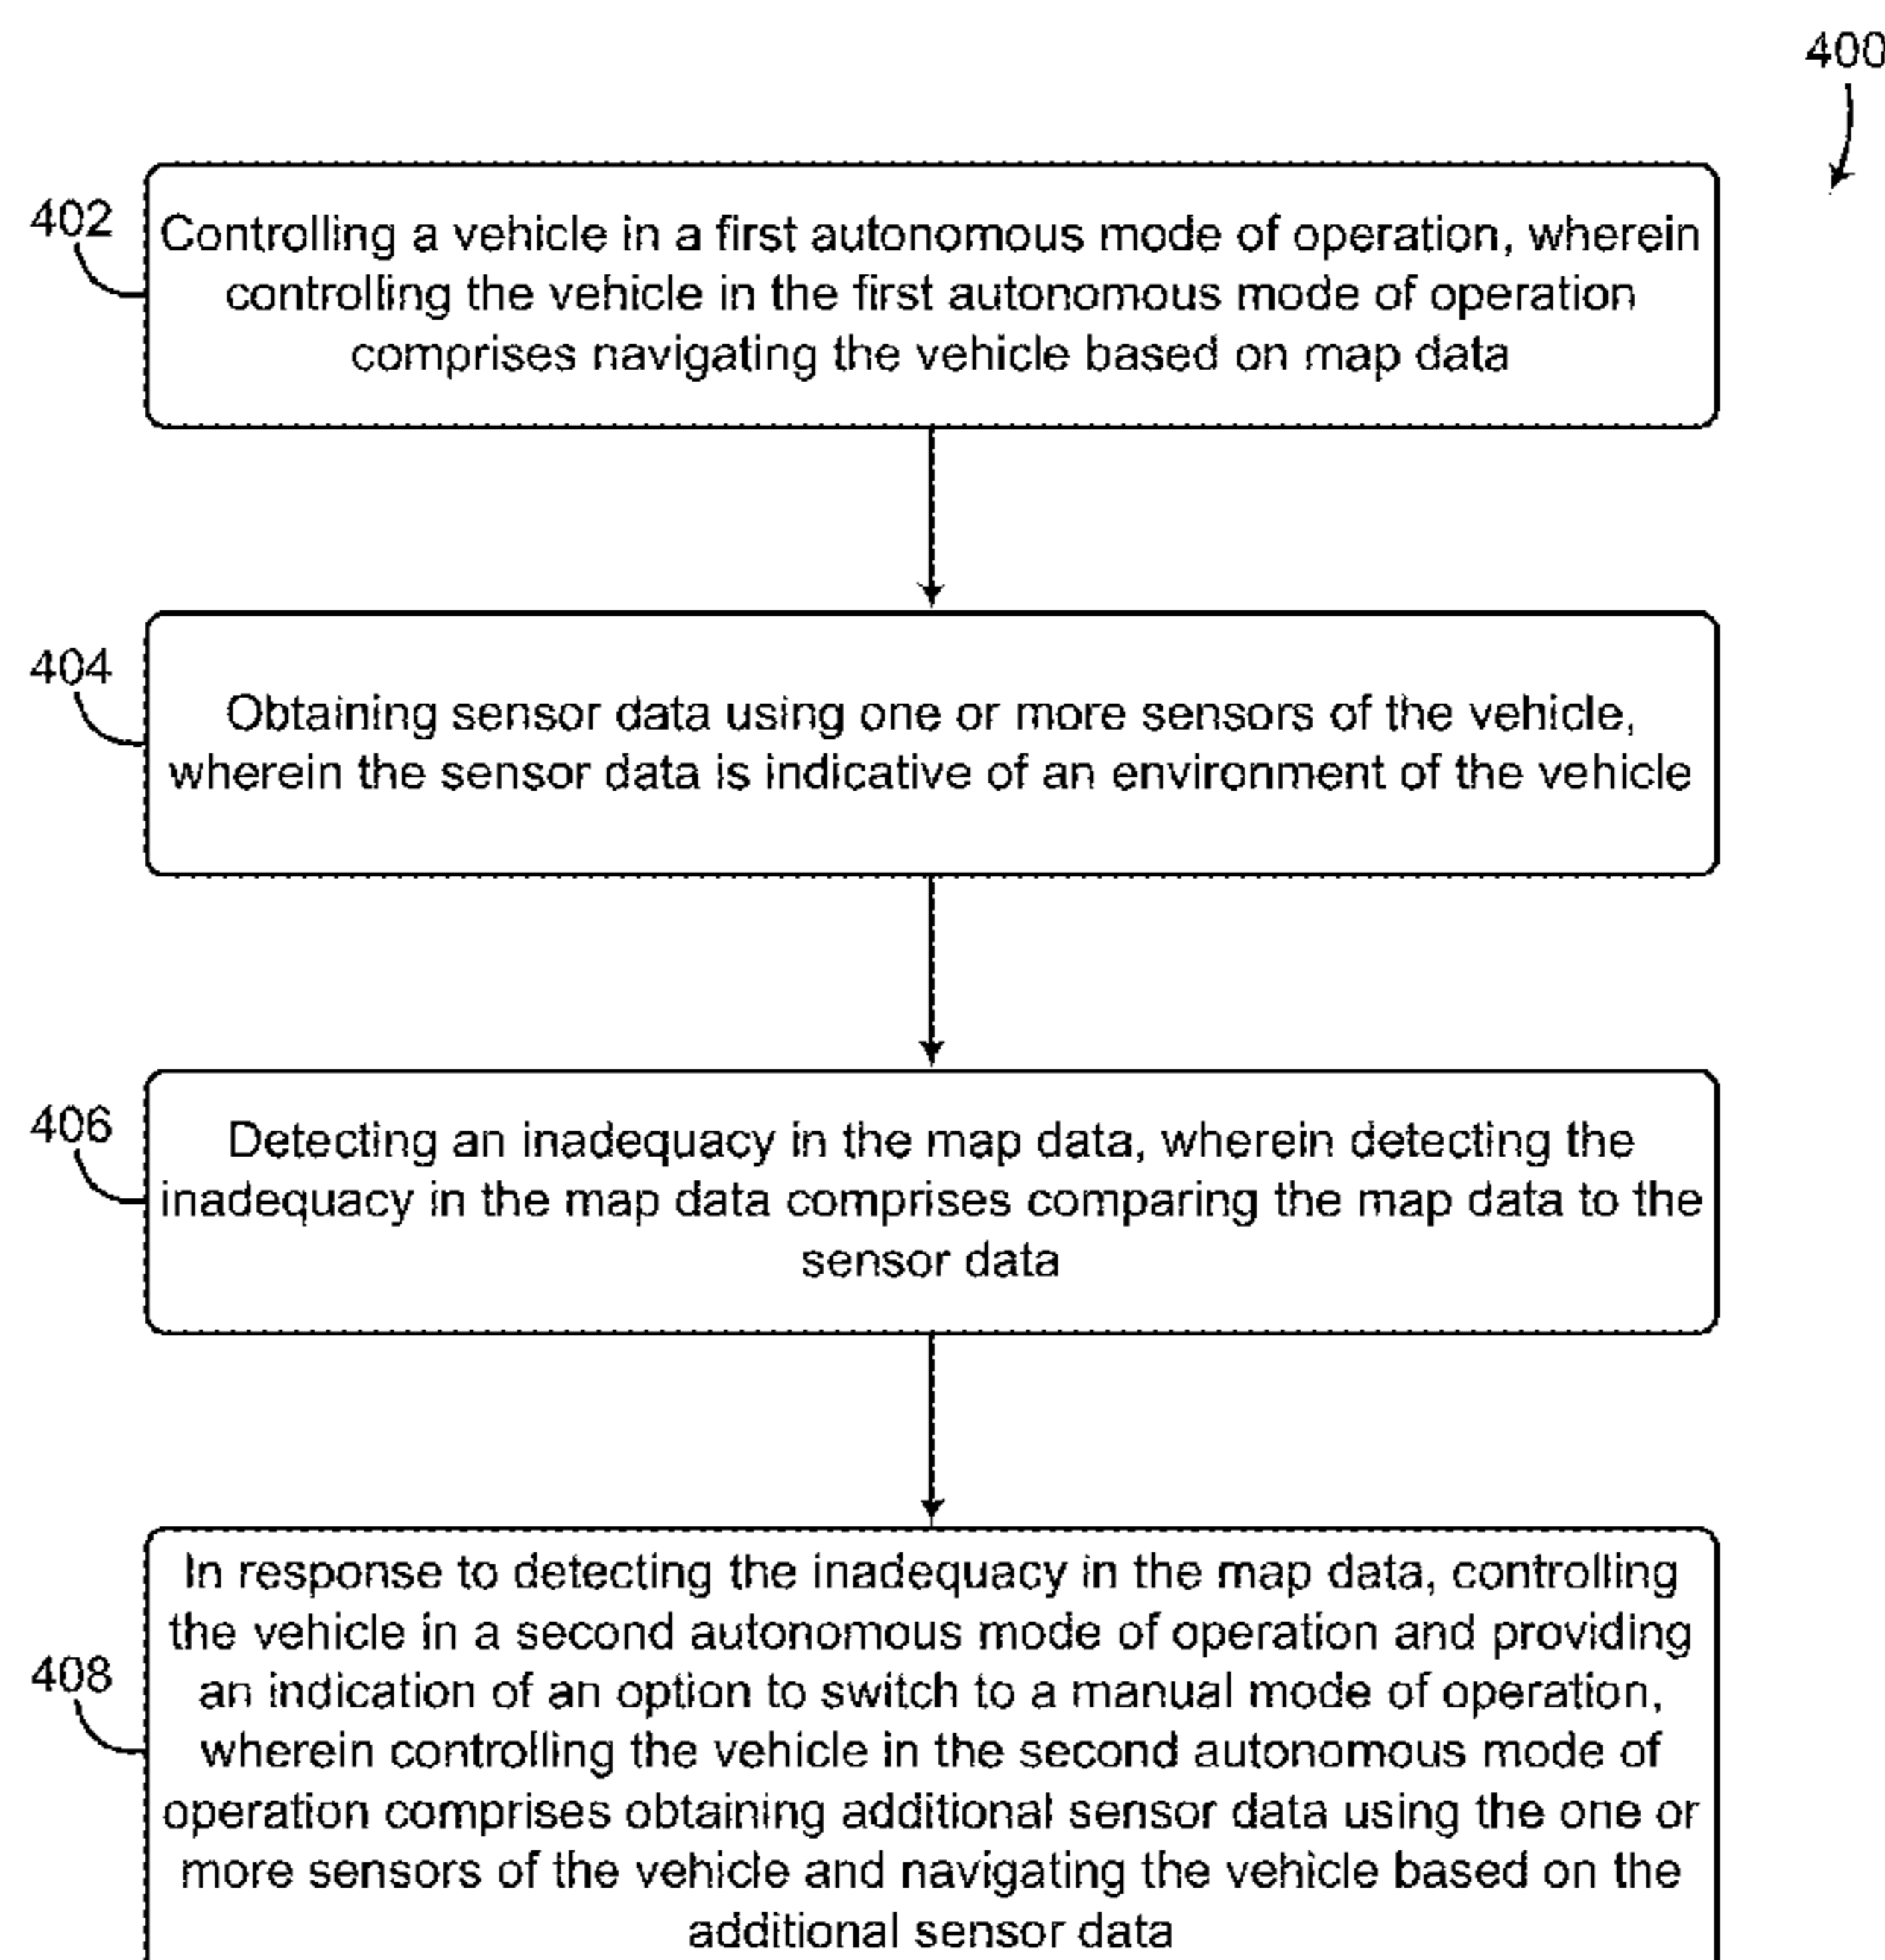 400
402
Controlling a vehicle in a first autonomous mode of operation, wherein
controlling the vehicle in the first autonomous mode of operation
comprises navigating the vehicle based on map data
404
Obtaining sensor data using one or more sensors of the vehicle,
wherein the sensor data is indicative of an environment of the vehicle
406
Detecting an inadequacy in the map data, wherein detecting the
inadequacy in the map data comprises comparing the map data to the
sensor data
408
In response to detecting the inadequacy in the map data, controlling
the vehicle in a second autonomous mode of operation and providing
an indication of an option to switch to a manual mode of operation,
wherein controlling the vehicle in the second autonomous mode of
operation comprises obtaining additional sensor data using the one or
more sensors of the vehicle and navigating the vehicle based on the
additional sensor data